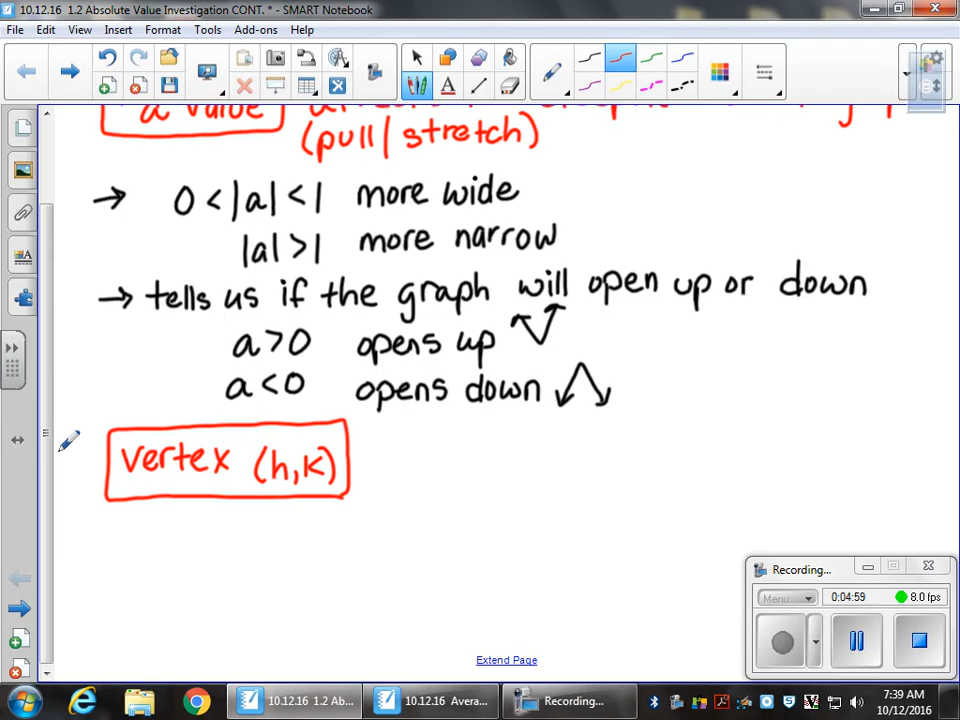 10.12.16 1.2 Absolute Value Investigation CONT. * - SMART Notebook
File Edit View Insert Format Tools Add-ons Help
a value
(pull/stretch)
→ 0 < |a| < 1 more wide
|a| > 1 more narrow
→ tells us if the graph will open up or down
a > 0 opens up
a < 0 opens down
vertex (h,k)
Extend Page
Recording...
Menu 0:04:59 8.0 fps
10.12.16 1.2 Ab... 10.12.16 Avera... Recording... 7:39 AM
10/12/2016